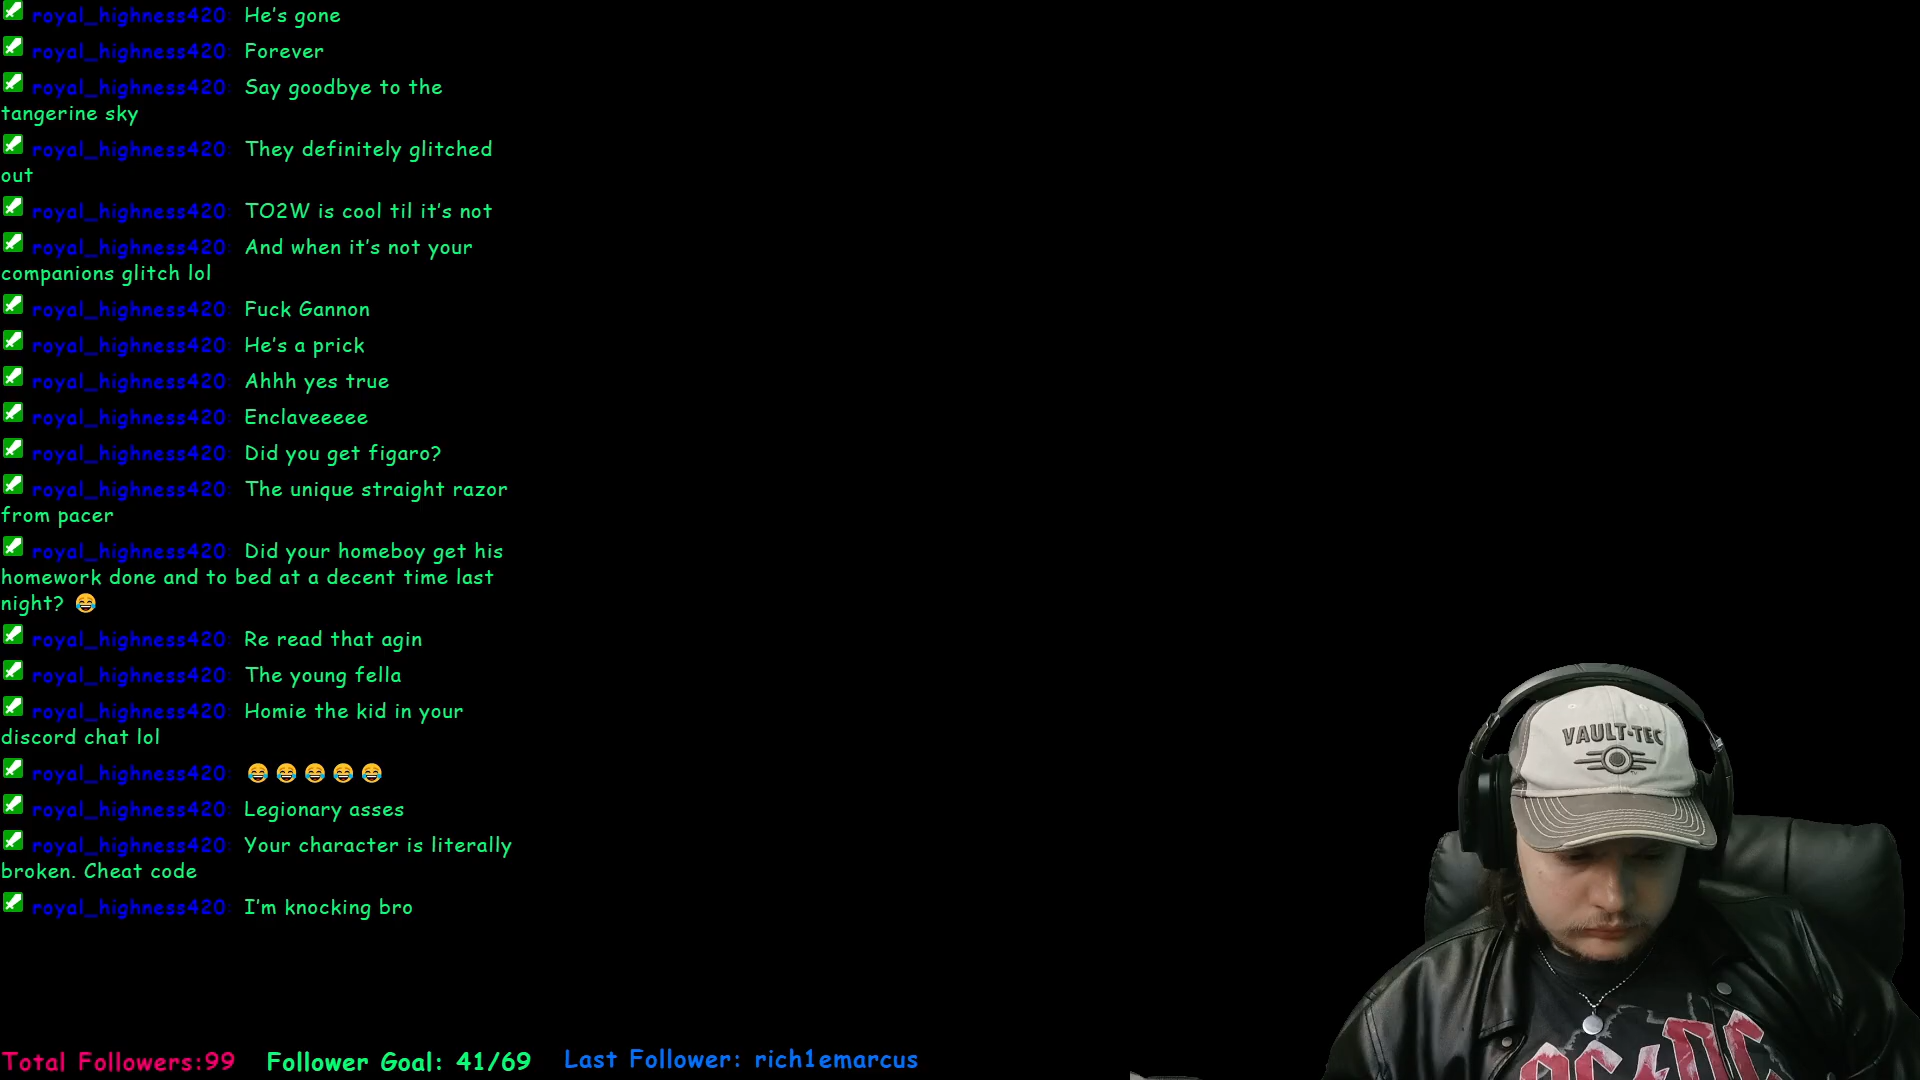 royal_highness420: He's gone
royal_highness420: Forever
royal_highness420: Say goodbye to the
tangerine sky
royal_highness420: They definitely glitched
out
royal_highness420: TO2W is cool til it's not
royal_highness420: And when it's not your
companions glitch lol
royal_highness420: Fuck Gannon
royal_highness420: He's a prick
royal_highness420: Ahhh yes true
royal_highness420: Enclaveeeee
royal_highness420: Did you get figaro?
royal_highness420: The unique straight razor
from pacer
royal_highness420: Did your homeboy get his
homework done and to bed at a decent time last
night? 😂
royal_highness420: Re read that agin
royal_highness420: The young fella
royal_highness420: Homie the kid in your
discord chat lol
royal_highness420: 😂 😂 😂 😂 😂
royal_highness420: Legionary asses
royal_highness420: Your character is literally
broken. Cheat code
royal_highness420: I'm knocking bro
VAULT-TEC
AC DC
Total Followers:99 Follower Goal: 41/69 Last Follower: rich1emarcus